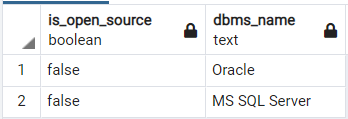 is_open_source dbms_name
boolean text
1 false Oracle
2 false MS SQL Server